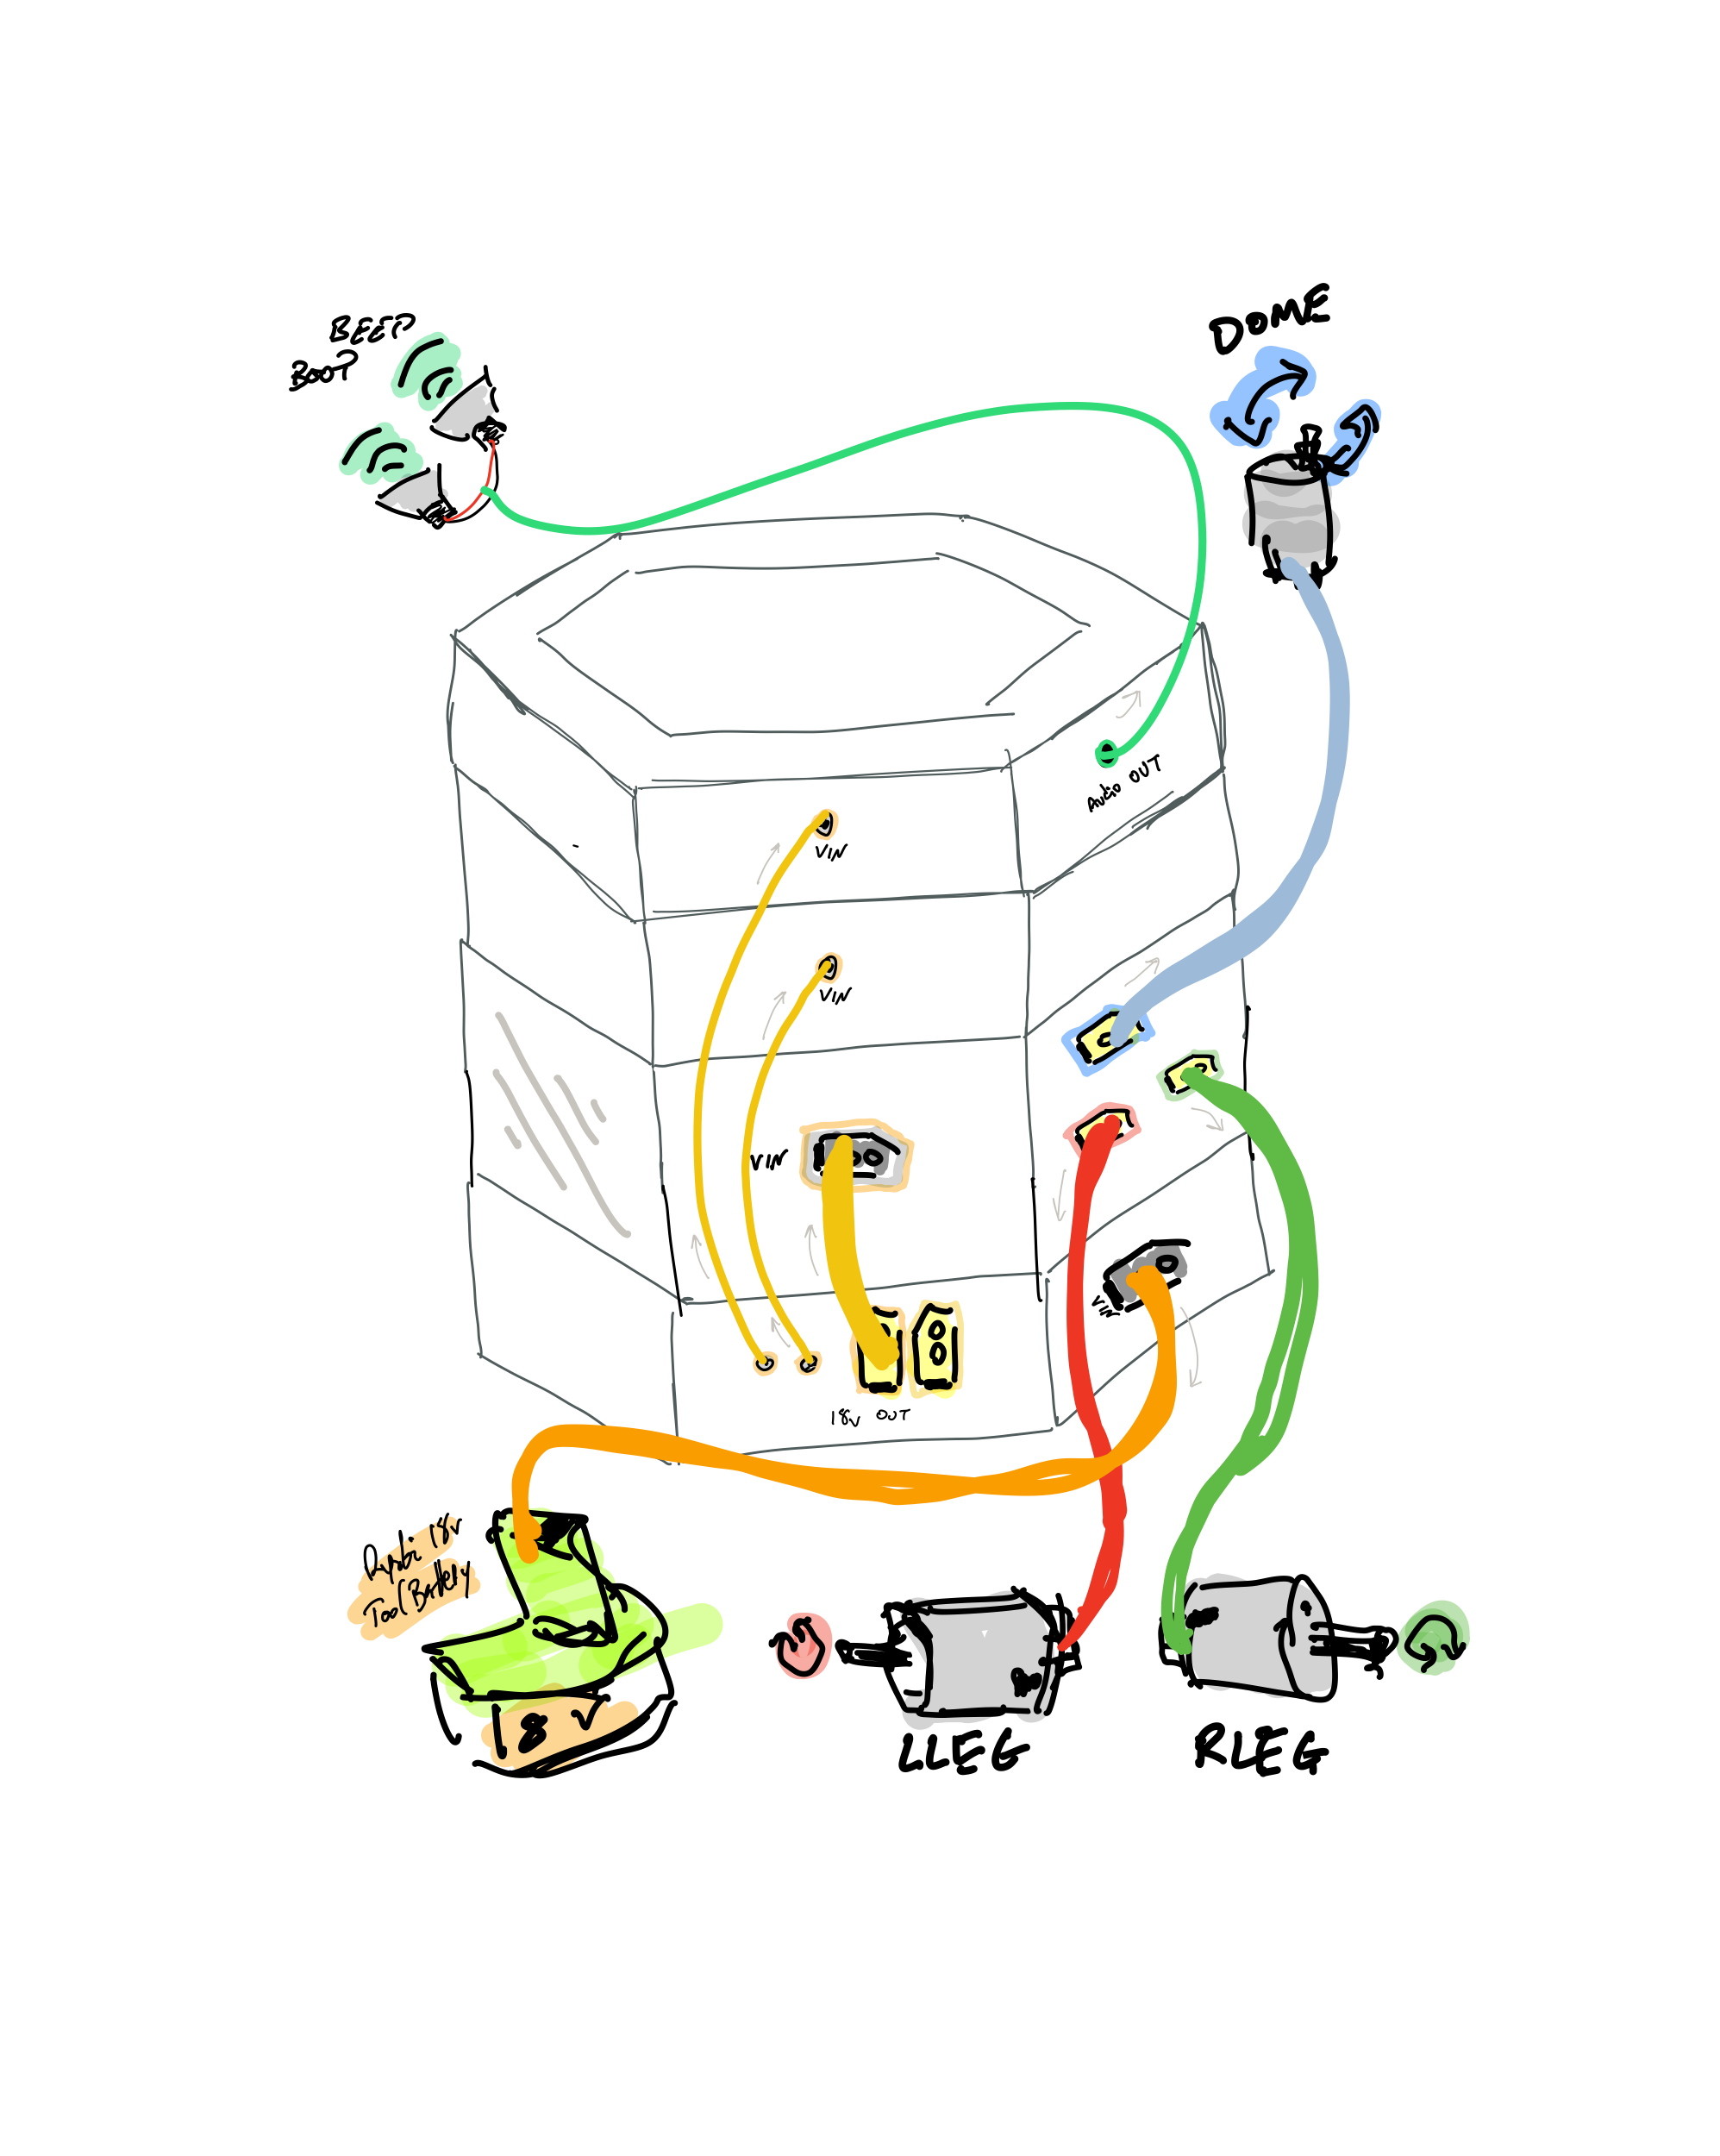 BEEP
BOOP
DOME
AUDIO OUT
VIN
VIN
VIN
VIN
18v OUT
Ryobi 18v
Tool Battery
18V
LLEG
RLEG